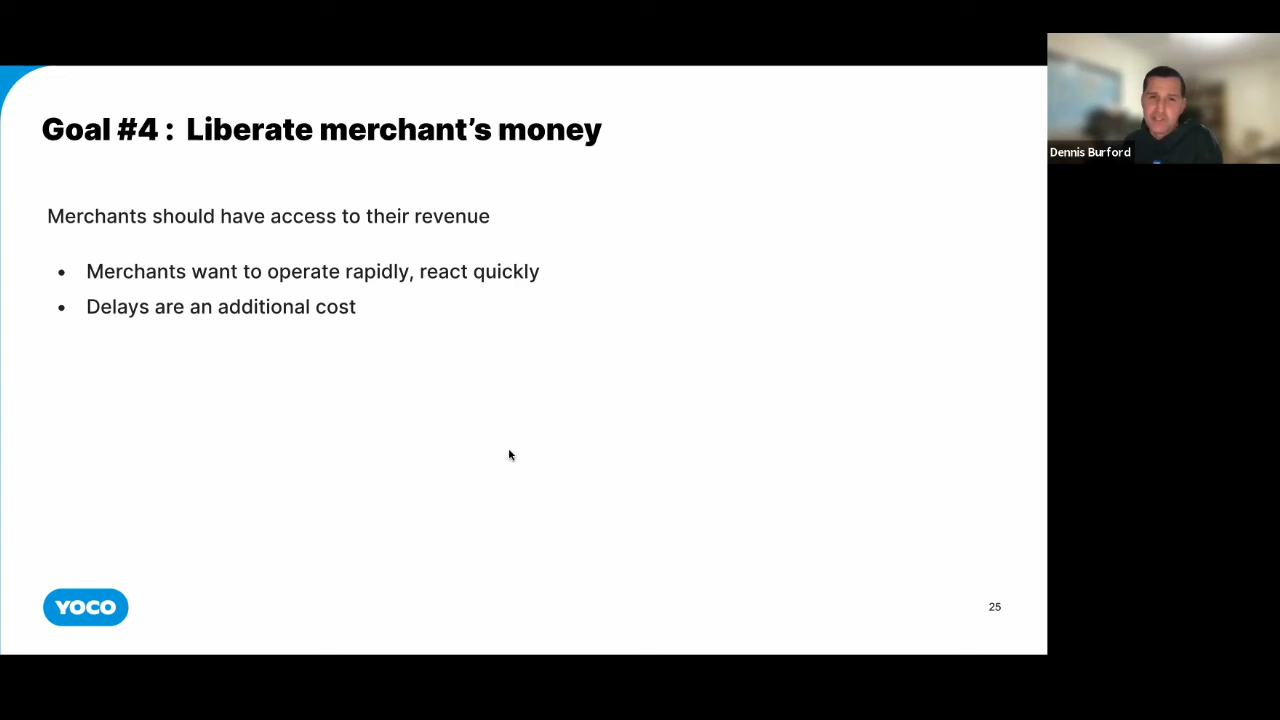 Goal #4 : Liberate merchant’s money
Merchants should have access to their revenue
• Merchants want to operate rapidly, react quickly
• Delays are an additional cost
YOCO
25
Dennis Burford